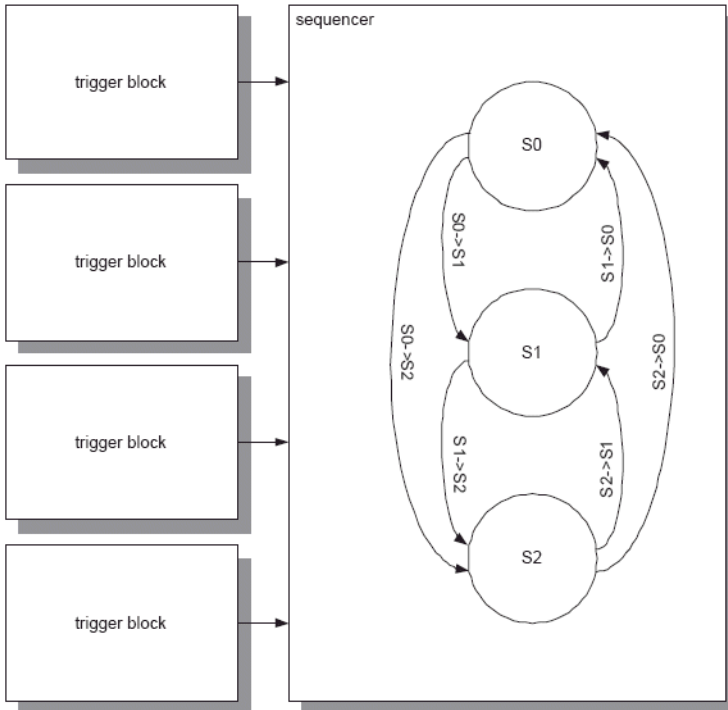 trigger block
trigger block
trigger block
trigger block
sequencer
S0
S0->S1
S1->S0
S0->S2
S1
S2->S0
S1->S2
S2->S1
S2